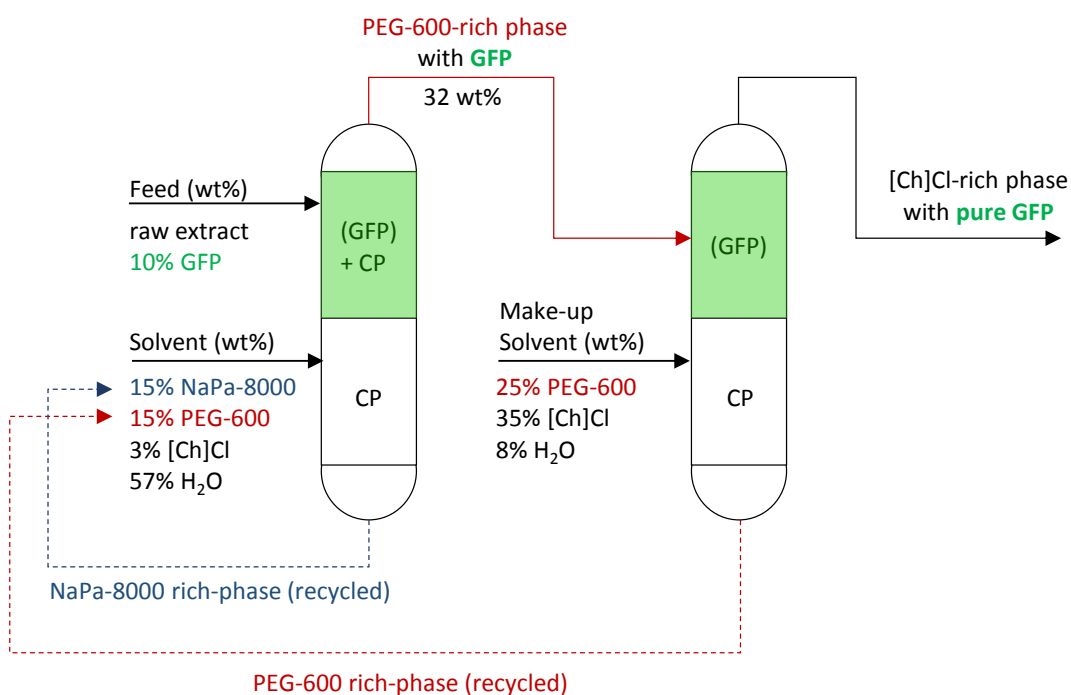 PEG-600-rich phase
with GFP
32 wt%
Feed (wt%)
raw extract
10% GFP
(GFP)
+ CP
Solvent (wt%)
15% NaPa-8000
15% PEG-600
3% [Ch]Cl
57% H₂O
CP
NaPa-8000 rich-phase (recycled)
(GFP)
Make-up
Solvent (wt%)
25% PEG-600
35% [Ch]Cl
8% H₂O
CP
[Ch]Cl-rich phase
with pure GFP
PEG-600 rich-phase (recycled)